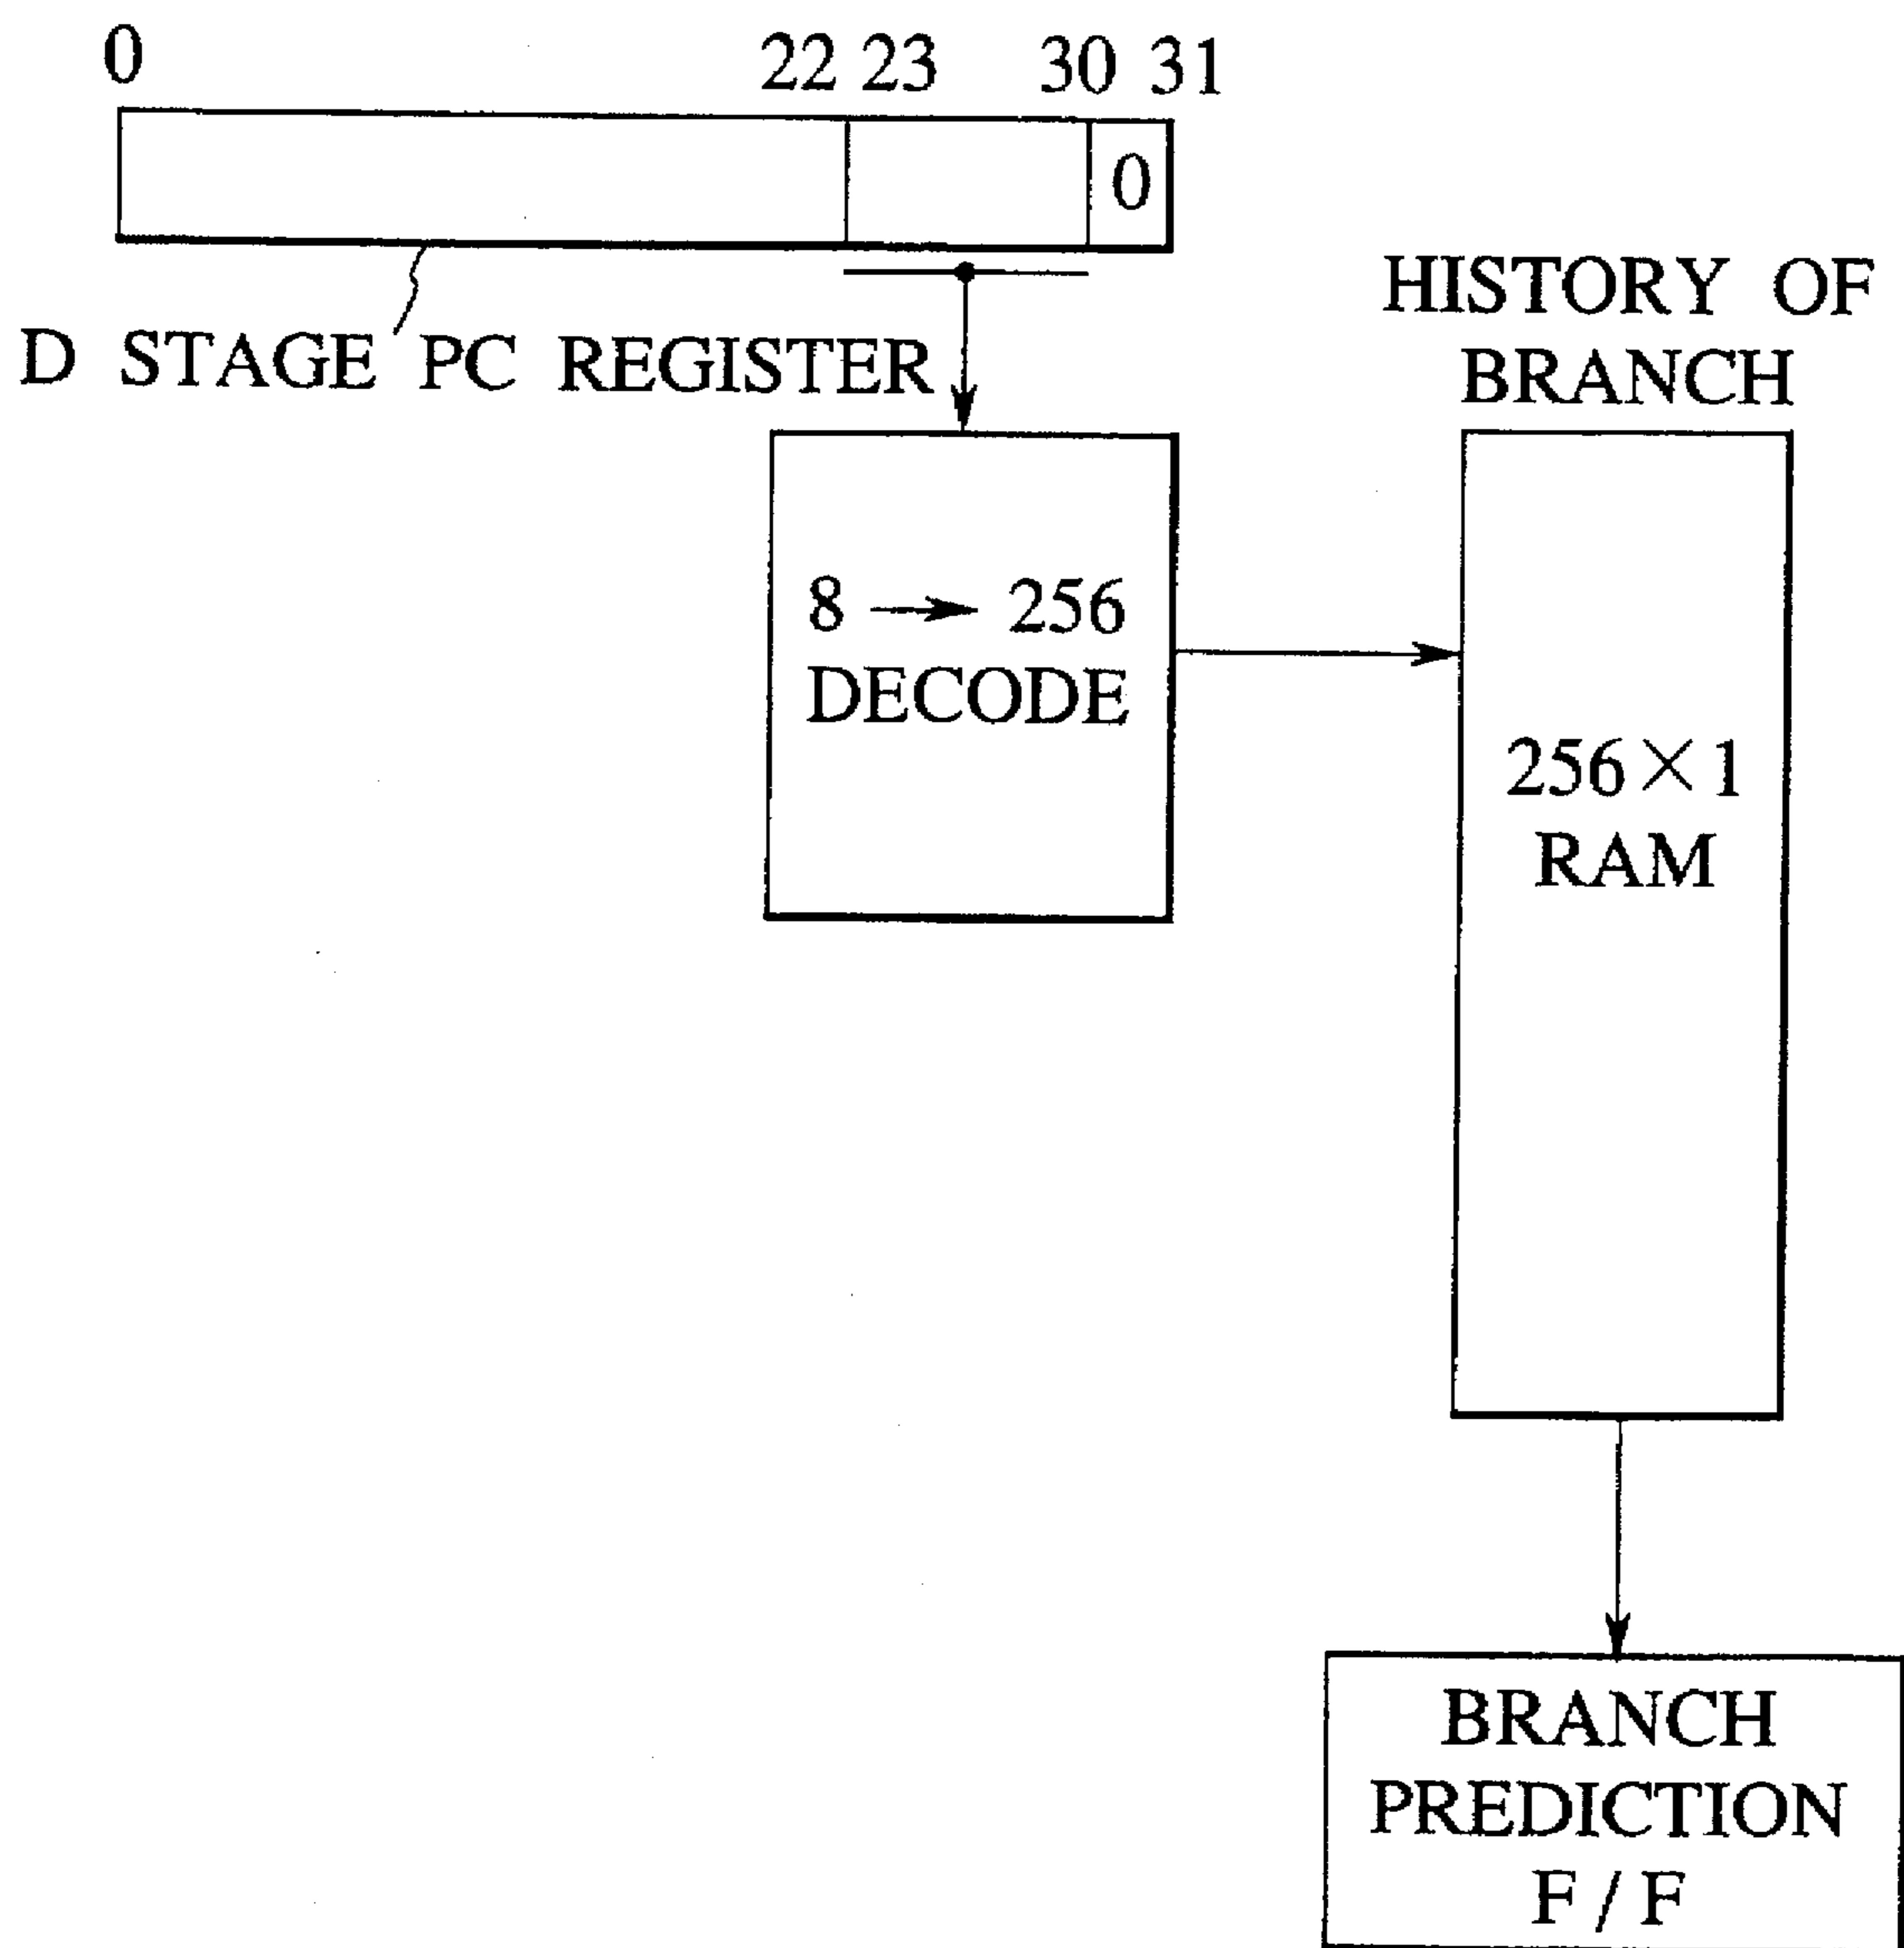 0 22 23 30 31
0
D STAGE PC REGISTER
HISTORY OF
BRANCH
8 → 256
DECODE
256×1
RAM
BRANCH
PREDICTION
F/F